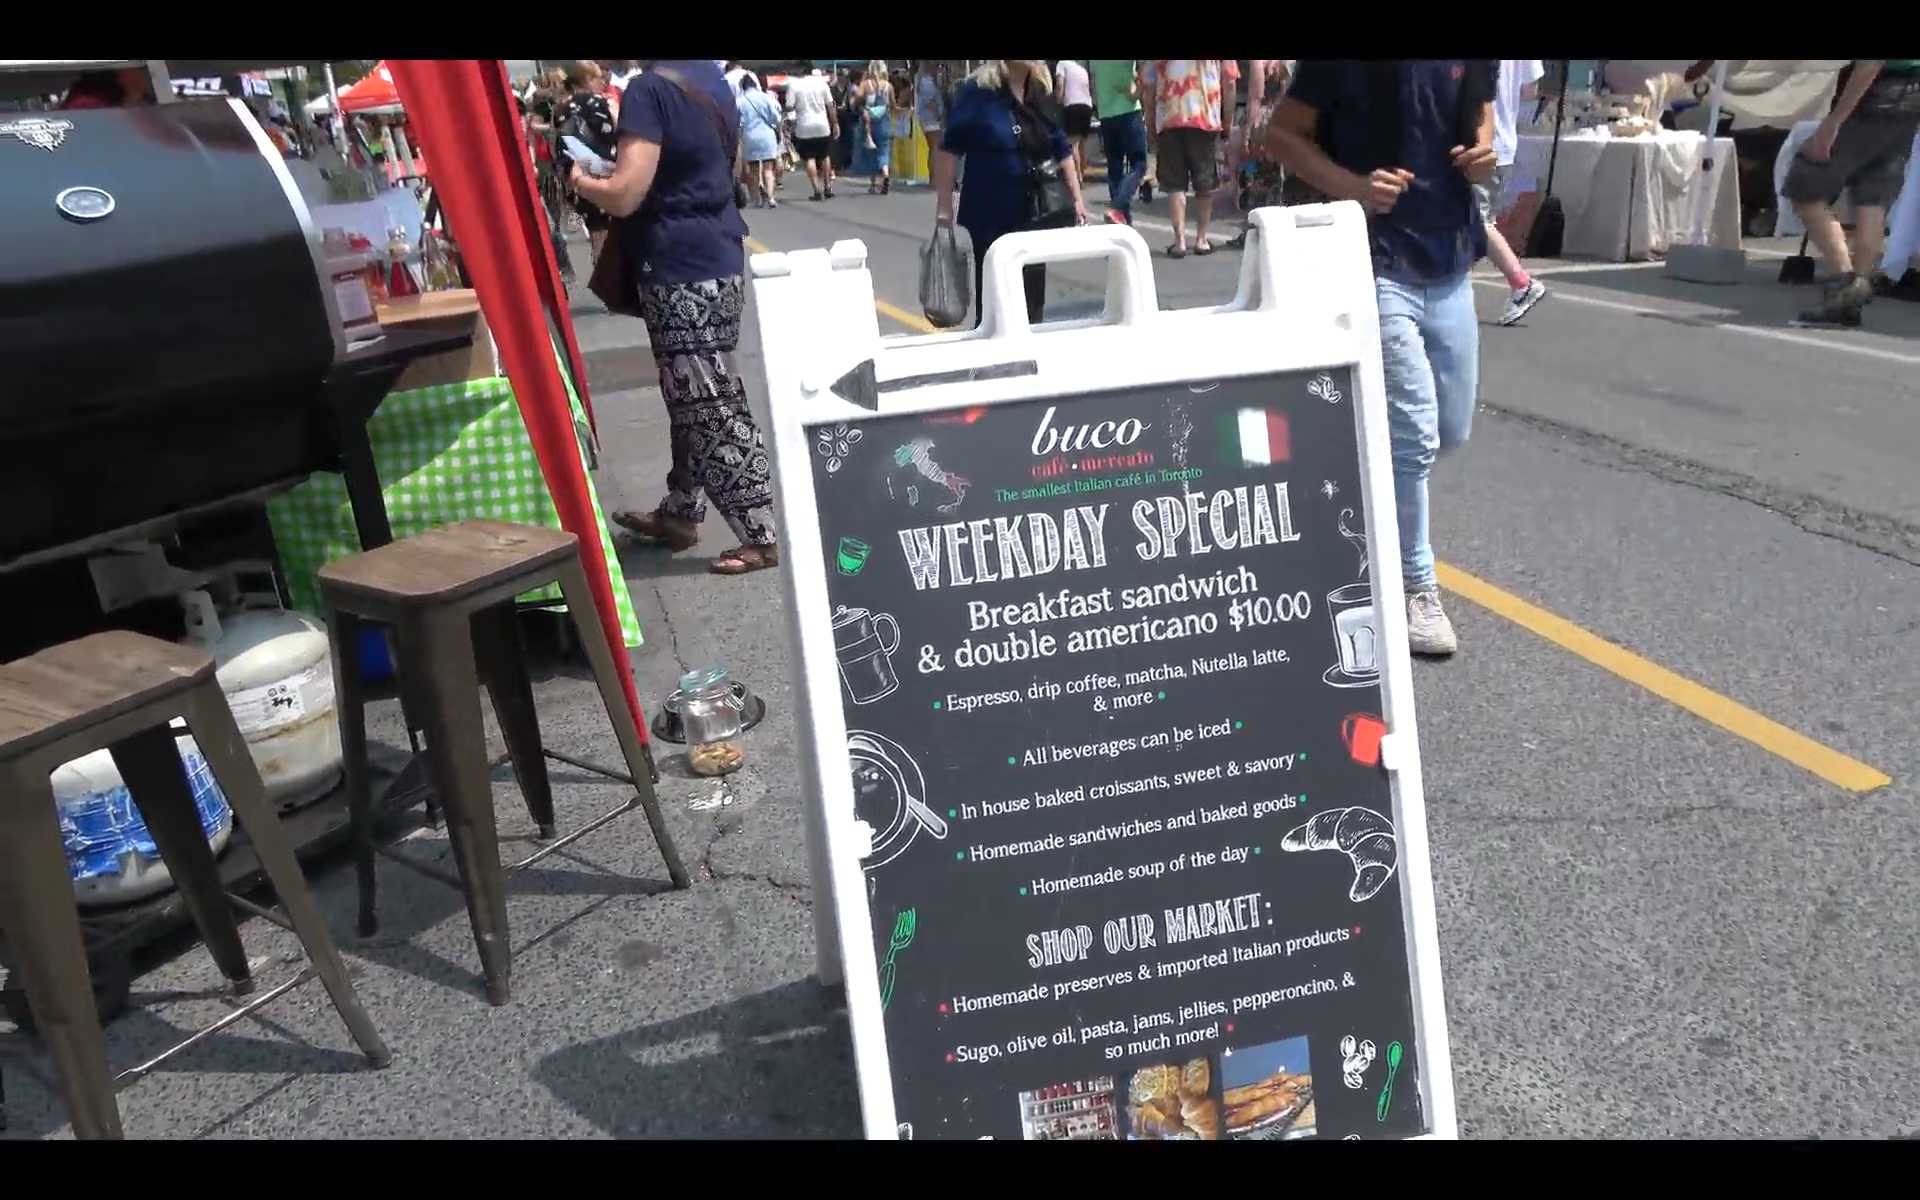 buco
café • mercato
The smallest Italian café in Toronto
WEEKDAY SPECIAL
Breakfast sandwich
& double americano $10.00
• Espresso, drip coffee, matcha, Nutella latte,
& more •
• All beverages can be iced •
• In house baked croissants, sweet & savory •
• Homemade sandwiches and baked goods •
• Homemade soup of the day •
SHOP OUR MARKET:
• Homemade preserves & imported Italian products •
• Sugo, olive oil, pasta, jams, jellies, pepperoncino, &
so much more! •